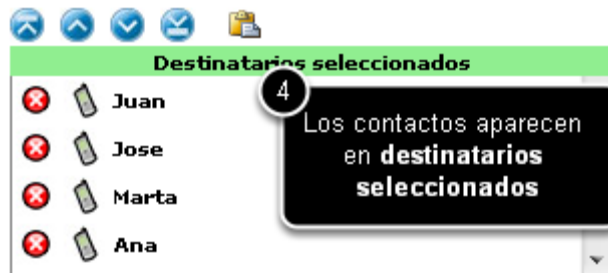 Destinatarios seleccionados
4
Juan
Los contactos aparecen
en destinatarios
seleccionados
Jose
Marta
Ana